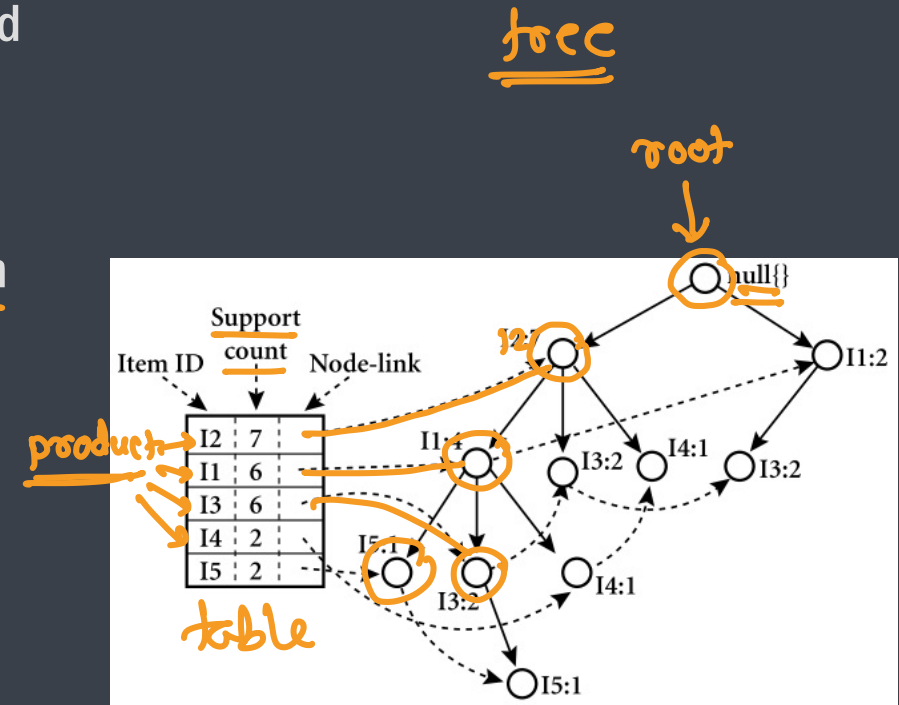 d
tree
root
n
null{}
Support
count
Item ID
Node-link
I2:7
I1:2
product
I2 7
I1 6
I3 6
I4 2
I5 2
I1:4
I3:2
I4:1
I3:2
I5:1
I3:2
I4:1
table
I5:1